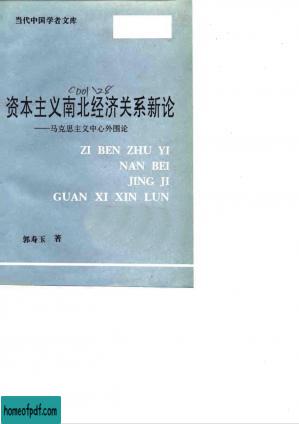 当代中国学者文库
资本主义南北经济关系新论
——马克思主义中心外围论
ZI BEN ZHU YI
NAN BEI
JING JI
GUAN XI XIN LUN
郭寿玉 著
homeofpdf.com